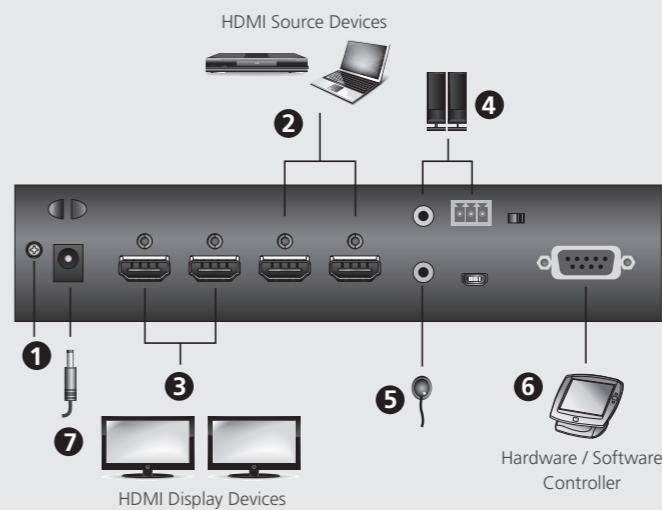 HDMI Source Devices
2
4
1
3
5
6
7
Hardware / Software
Controller
HDMI Display Devices